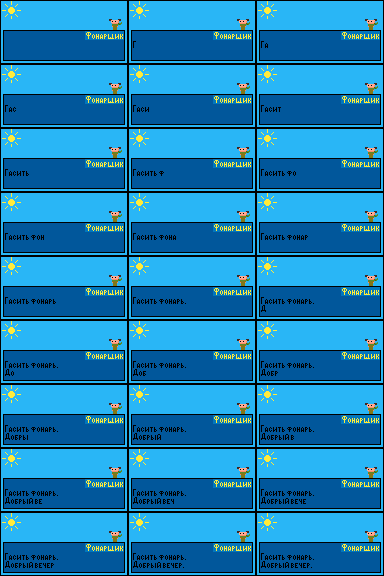 Фонарщик
Фонарщик
Г
Фонарщик
Га
Фонарщик
Гас
Фонарщик
Гаси
Фонарщик
Гасит
Фонарщик
Гасить
Фонарщик
Гасить ф
Фонарщик
Гасить фо
Фонарщик
Гасить фон
Фонарщик
Гасить фона
Фонарщик
Гасить фонар
Фонарщик
Гасить фонарь
Фонарщик
Гасить фонарь.
Фонарщик
Гасить фонарь.
Д
Фонарщик
Гасить фонарь.
До
Фонарщик
Гасить фонарь.
Доб
Фонарщик
Гасить фонарь.
Добр
Фонарщик
Гасить фонарь.
Добры
Фонарщик
Гасить фонарь.
Добрый
Фонарщик
Гасить фонарь.
Добрый в
Фонарщик
Гасить фонарь.
Добрый ве
Фонарщик
Гасить фонарь.
Добрый веч
Фонарщик
Гасить фонарь.
Добрый вече
Фонарщик
Гасить фонарь.
Добрый вечер
Фонарщик
Гасить фонарь.
Добрый вечер.
Фонарщик
Гасить фонарь.
Добрый вечер.